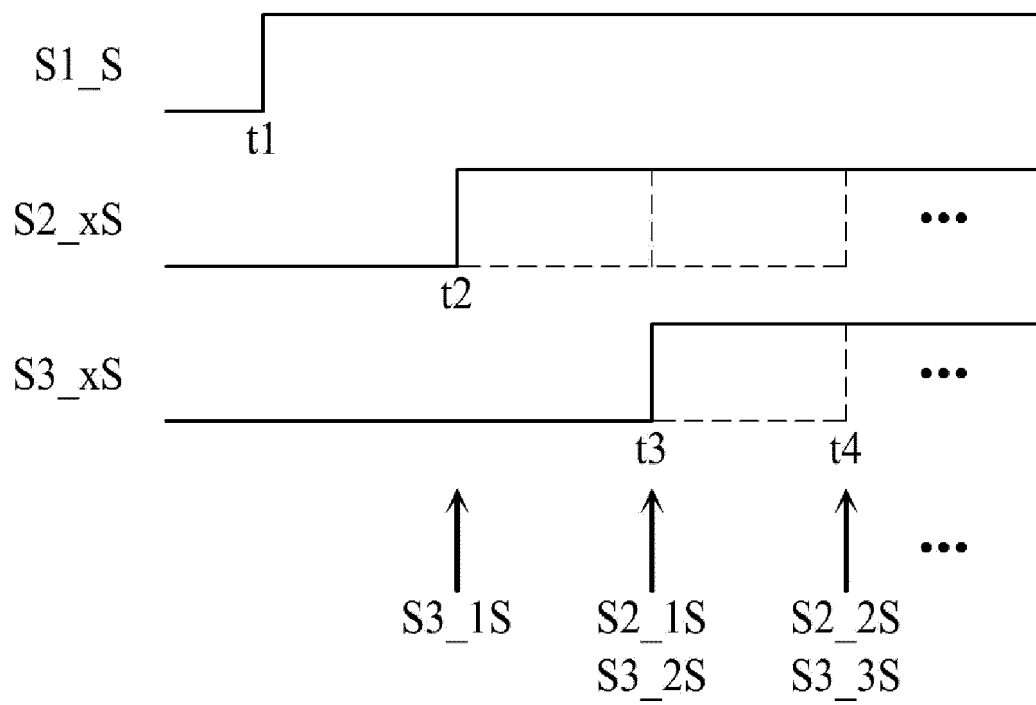 S1_S
t1
S2_xS
•••
t2
S3_xS
•••
t3
t4
•••
S3_1S
S2_1S
S2_2S
S3_2S
S3_3S